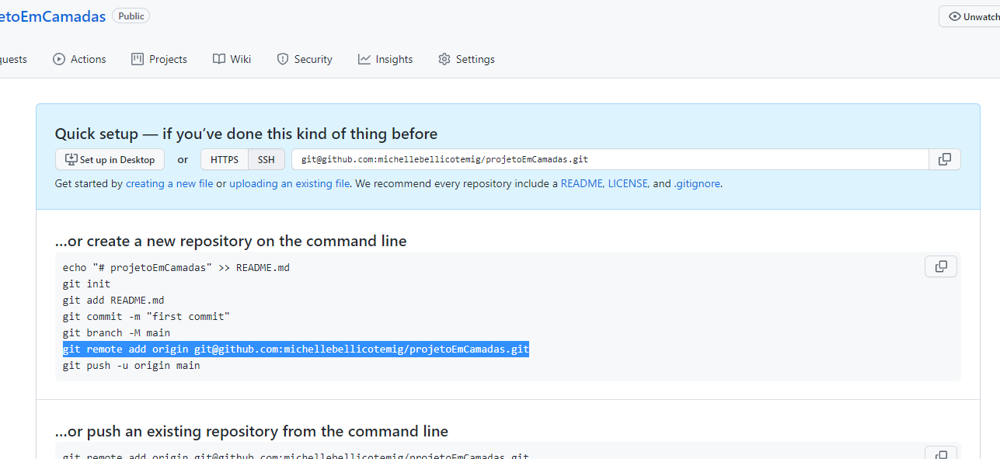 etoEmCamadas Public
Unwatch
quests Actions Projects Wiki Security Insights Settings
Quick setup — if you’ve done this kind of thing before
Set up in Desktop or HTTPS SSH git@github.com:michellebellicotemig/projetoEmCamadas.git
Get started by creating a new file or uploading an existing file. We recommend every repository include a README, LICENSE, and .gitignore.
…or create a new repository on the command line
echo "# projetoEmCamadas" >> README.md
git init
git add README.md
git commit -m "first commit"
git branch -M main
git remote add origin git@github.com:michellebellicotemig/projetoEmCamadas.git
git push -u origin main
…or push an existing repository from the command line
git remote add origin git@github.com:michellebellicotemig/projetoEmCamadas.git